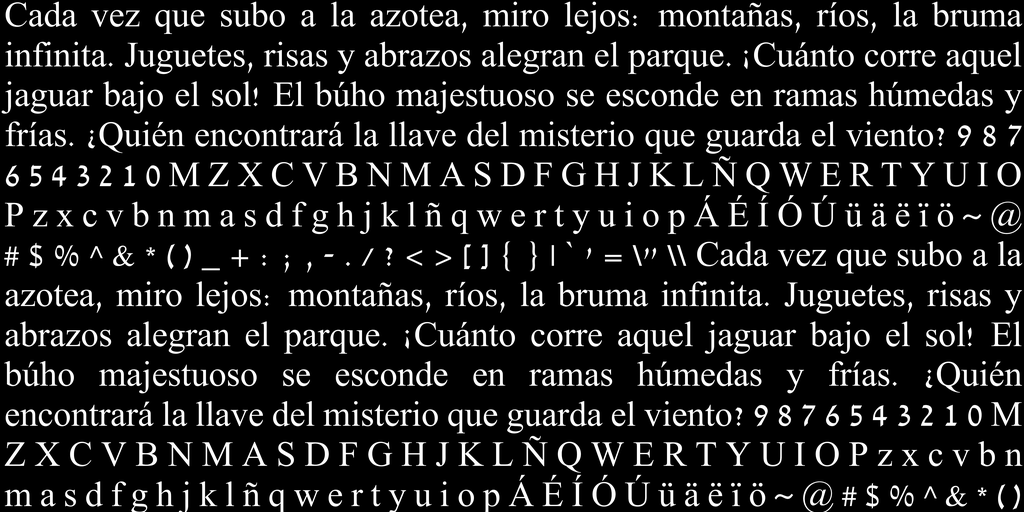 Cada vez que subo a la azotea, miro lejos: montañas, ríos, la bruma
infinita. Juguetes, risas y abrazos alegran el parque. ¡Cuánto corre aquel
jaguar bajo el sol! El búho majestuoso se esconde en ramas húmedas y
frías. ¿Quién encontrará la llave del misterio que guarda el viento? 9 8 7
6 5 4 3 2 1 0 M Z X C V B N M A S D F G H J K L Ñ Q W E R T Y U I O
P z x c v b n m a s d f g h j k l ñ q w e r t y u i o p Á É Í Ó Ú ü ä ë ï ö ~ @
# $ % ^ & * ( ) _ + : ; , - . / ? < > [ ] { } | ` ' = \" \\ Cada vez que subo a la
azotea, miro lejos: montañas, ríos, la bruma infinita. Juguetes, risas y
abrazos alegran el parque. ¡Cuánto corre aquel jaguar bajo el sol! El
búho majestuoso se esconde en ramas húmedas y frías. ¿Quién
encontrará la llave del misterio que guarda el viento? 9 8 7 6 5 4 3 2 1 0 M
Z X C V B N M A S D F G H J K L Ñ Q W E R T Y U I O P z x c v b n
m a s d f g h j k l ñ q w e r t y u i o p Á É Í Ó Ú ü ä ë ï ö ~ @ # $ % ^ & * ( )